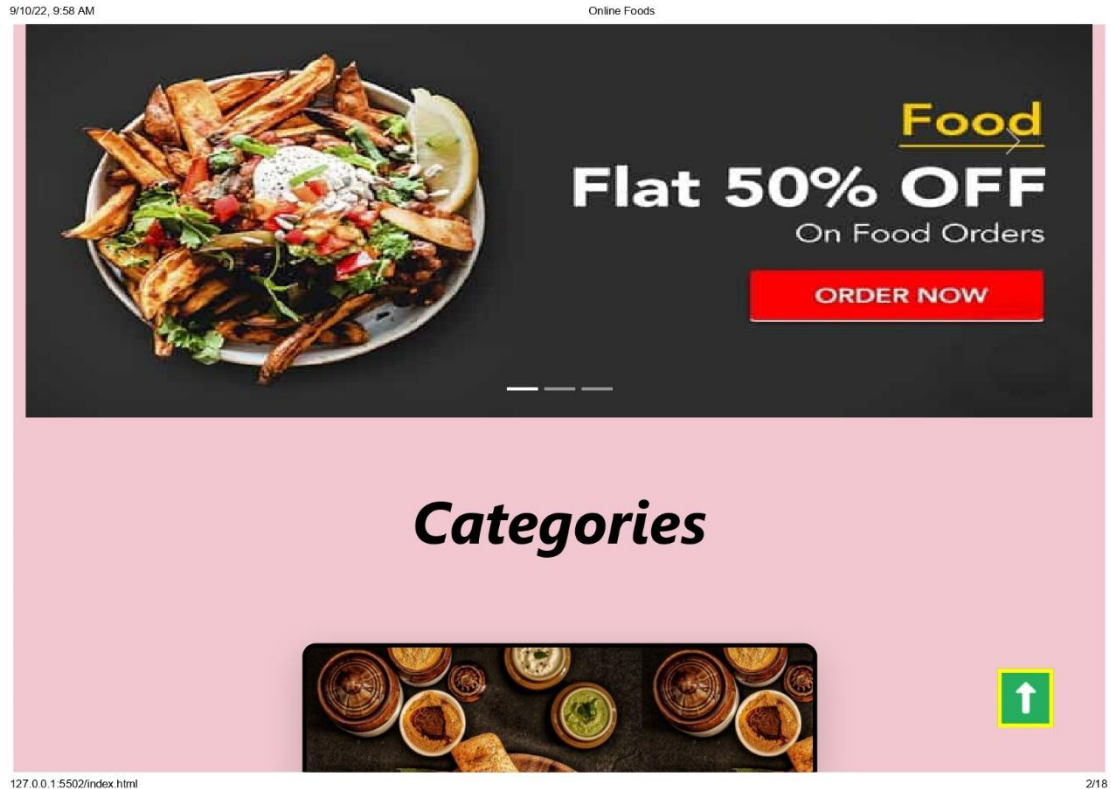 9/10/22, 9:58 AM Online Foods
Food
Flat 50% OFF
On Food Orders
ORDER NOW
Categories
127.0.0.1:5502/index.html 2/18